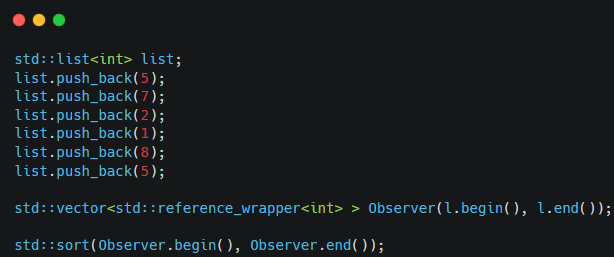 std::list<int> list;
list.push_back(5);
list.push_back(7);
list.push_back(2);
list.push_back(1);
list.push_back(8);
list.push_back(5);
std::vector<std::reference_wrapper<int> > Observer(l.begin(), l.end());
std::sort(Observer.begin(), Observer.end());